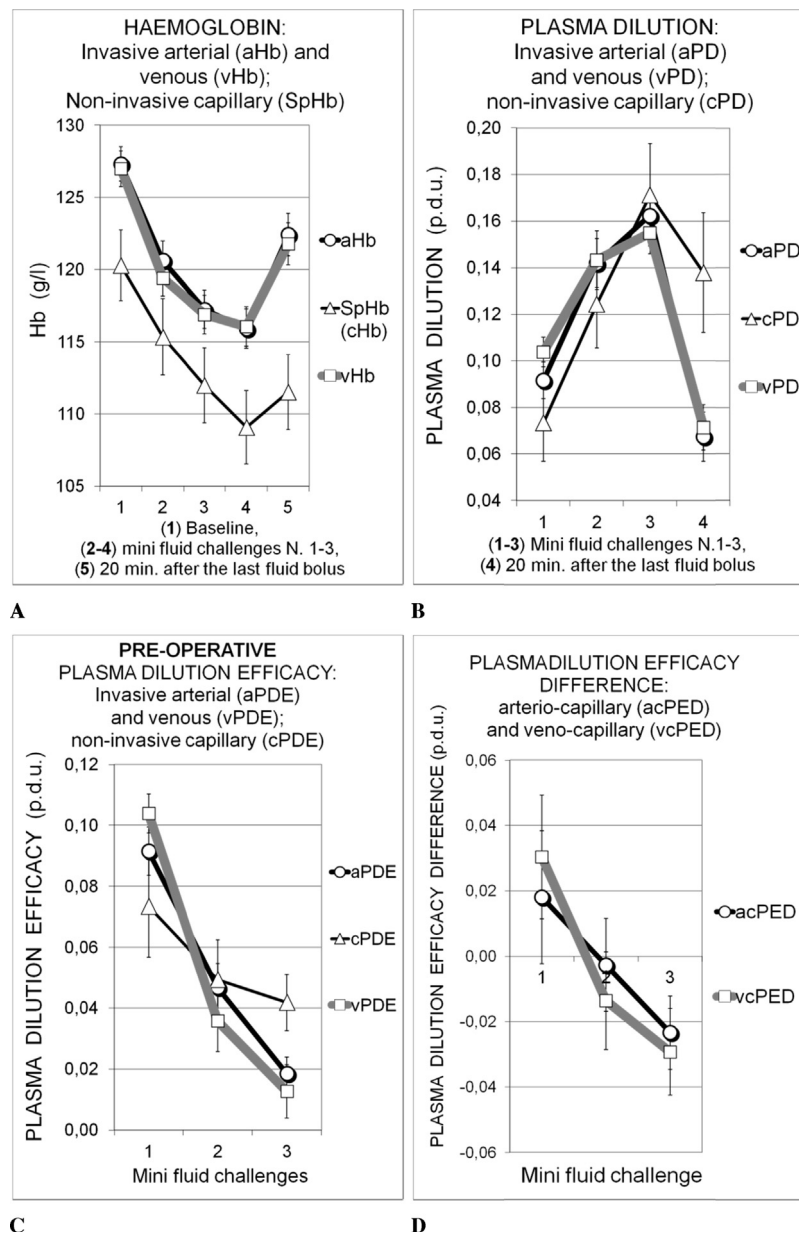 HAEMOGLOBIN:
Invasive arterial (aHb) and
venous (vHb);
Non-invasive capillary (SpHb)
130
125
120
115
110
105
Hb (g/l)
1 2 3 4 5
aHb
SpHb
(cHb)
vHb
(1) Baseline,
(2-4) mini fluid challenges N. 1-3,
(5) 20 min. after the last fluid bolus
A
PLASMA DILUTION:
Invasive arterial (aPD)
and venous (vPD);
non-invasive capillary (cPD)
0,20
0,18
0,16
0,14
0,12
0,10
0,08
0,06
0,04
PLASMA DILUTION (p.d.u.)
1 2 3 4
aPD
cPD
vPD
(1-3) Mini fluid challenges N.1-3,
(4) 20 min. after the last fluid bolus
B
PRE-OPERATIVE
PLASMA DILUTION EFFICACY:
Invasive arterial (aPDE)
and venous (vPDE);
non-invasive capillary (cPDE)
0,12
0,10
0,08
0,06
0,04
0,02
0,00
PLASMA DILUTION EFFICACY (p.d.u.)
1 2 3
aPDE
cPDE
vPDE
Mini fluid challenges
C
PLASMADILUTION EFFICACY
DIFFERENCE:
arterio-capillary (acPED)
and veno-capillary (vcPED)
0,06
0,04
0,02
0,00
-0,02
-0,04
-0,06
PLASMA DILUTION EFFICACY DIFFERENCE (p.d.u.)
1 2 3
acPED
vcPED
Mini fluid challenge
D